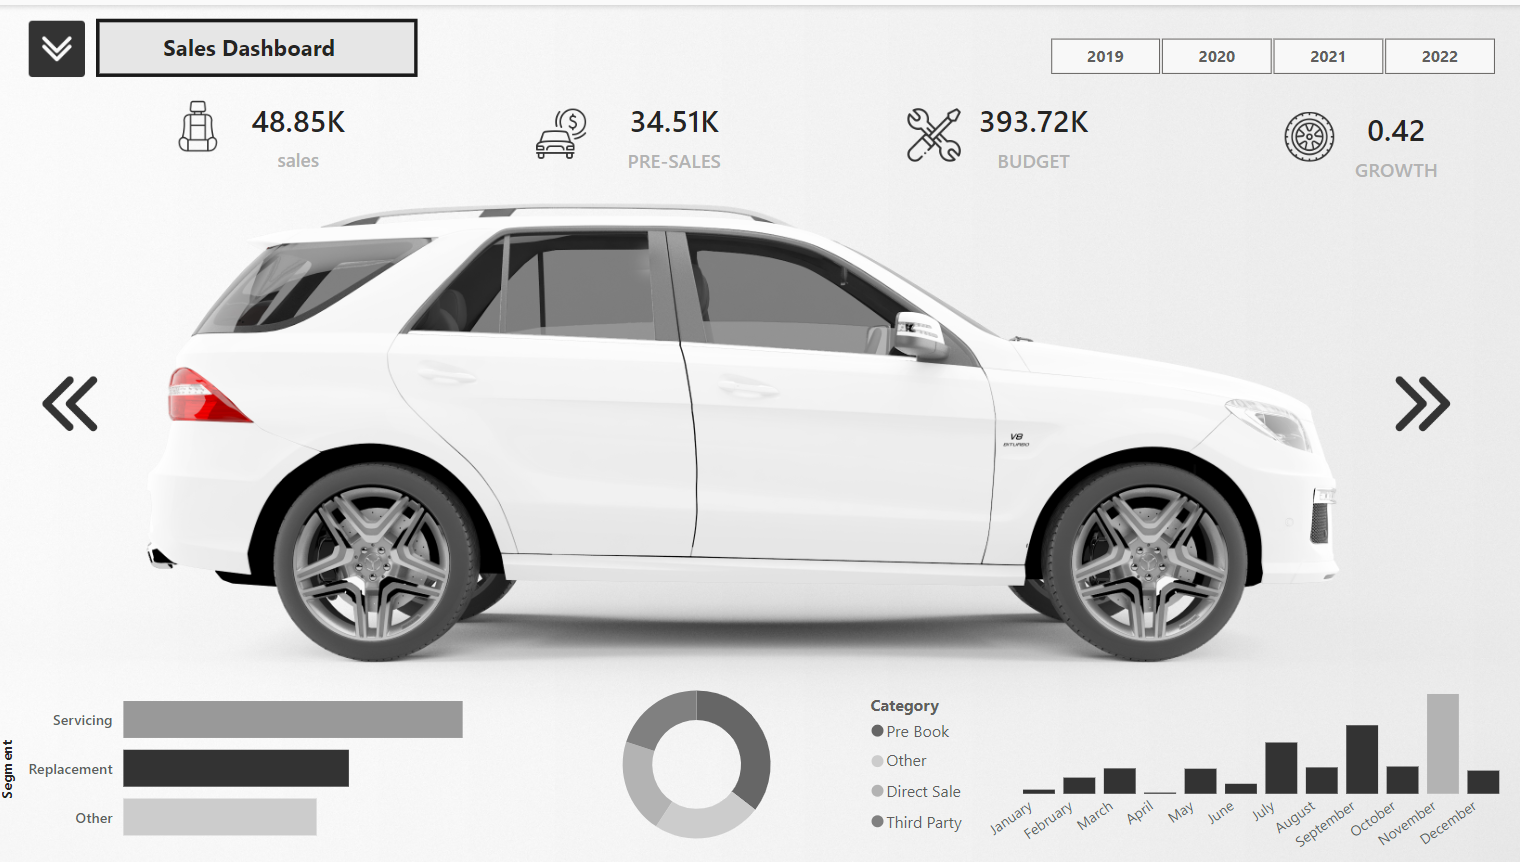 Sales Dashboard
2019
2020
2021
2022
48.85K
sales
34.51K
PRE-SALES
393.72K
BUDGET
0.42
GROWTH
V8
BITURBO
Segment
Servicing
Replacement
Other
Category
Pre Book
Other
Direct Sale
Third Party
January
February
March
April
May
June
July
August
September
October
November
December